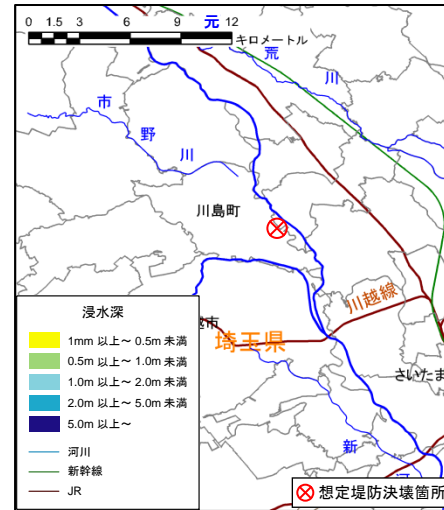 0 1.5 3 6 9 12
キロメートル
元
荒
川
市
野
川
川島町
川越線
越市
埼玉県
さいたま
新
河
浸水深
1mm 以上～ 0.5m 未満
0.5m 以上～ 1.0m 未満
1.0m 以上～ 2.0m 未満
2.0m 以上～ 5.0m 未満
5.0m 以上～
河川
新幹線
JR
想定堤防決壊箇所